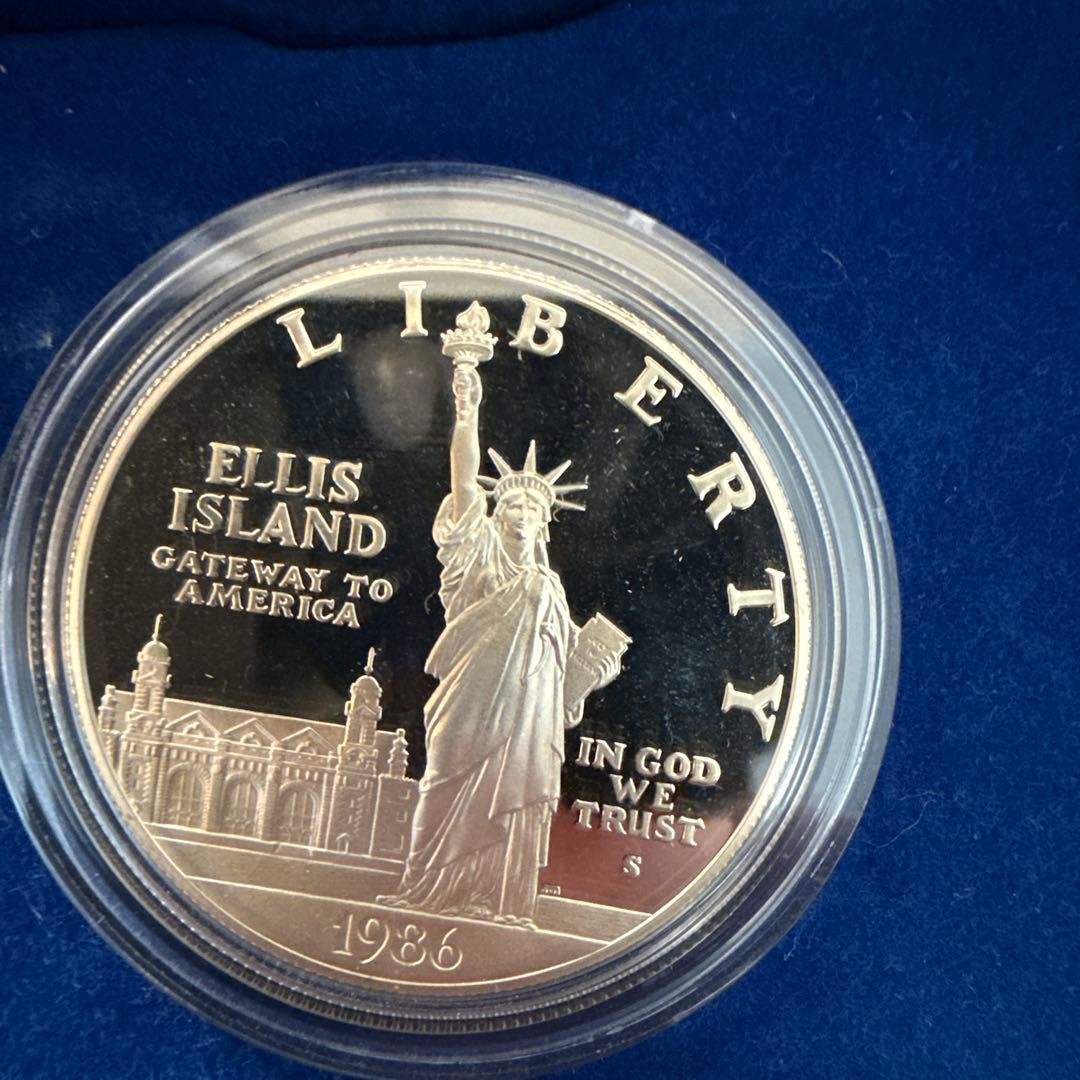 LIBERTY
ELLIS
ISLAND
GATEWAY TO
AMERICA
IN GOD
WE
TRUST
S
1986